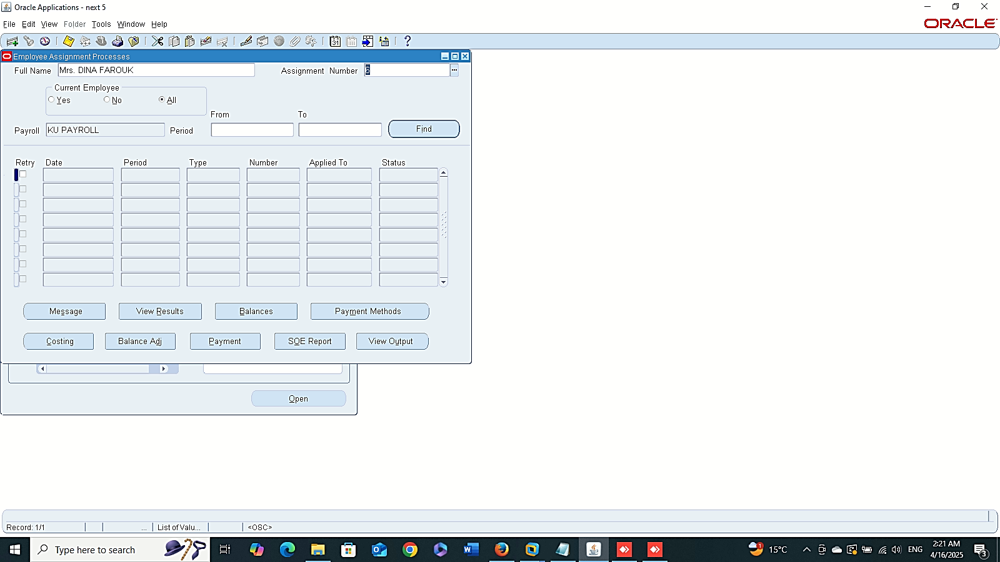 Oracle Applications - next 5
File Edit View Folder Tools Window Help
ORACLE
Employee Assignment Processes
Full Name Mrs. DINA FAROUK Assignment Number 6
Current Employee
Yes No All
From To
Payroll KU PAYROLL Period Find
Retry Date Period Type Number Applied To Status
Message View Results Balances Payment Methods
Costing Balance Adj Payment SOE Report View Output
Open
Record: 1/1 ... List of Valu... <OSC>
Type here to search 15°C ENG 2:21 AM
4/16/2025 3